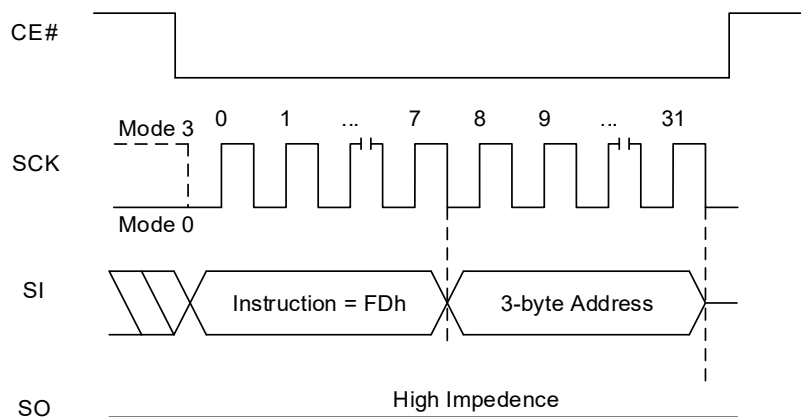 CE#
0 1 ... 7 8 9 ... 31
Mode 3
SCK
Mode 0
SI
Instruction = FDh
3-byte Address
High Impedence
SO